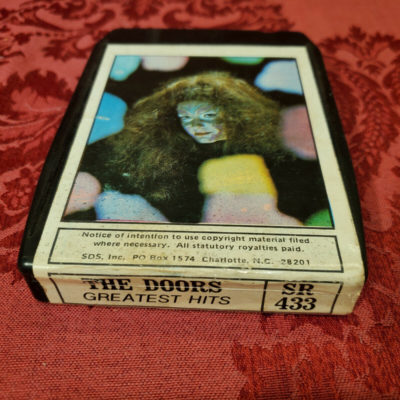 Notice of intention to use copyright material filed
where necessary. All statutory royalties paid.
SDS, Inc. PO Box 1574 Charlotte, N.C. 28201
THE DOORS
GREATEST HITS
SR
433